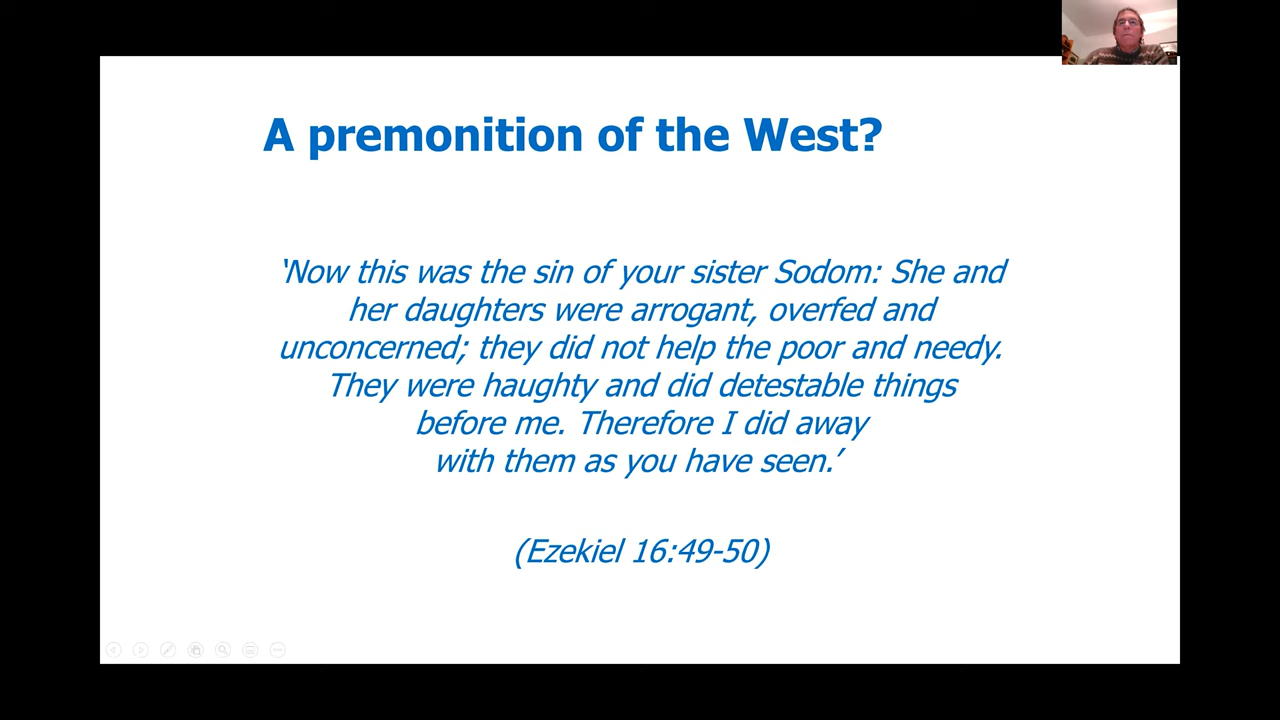 A premonition of the West?
‘Now this was the sin of your sister Sodom: She and
her daughters were arrogant, overfed and
unconcerned; they did not help the poor and needy.
They were haughty and did detestable things
before me. Therefore I did away
with them as you have seen.’
(Ezekiel 16:49-50)